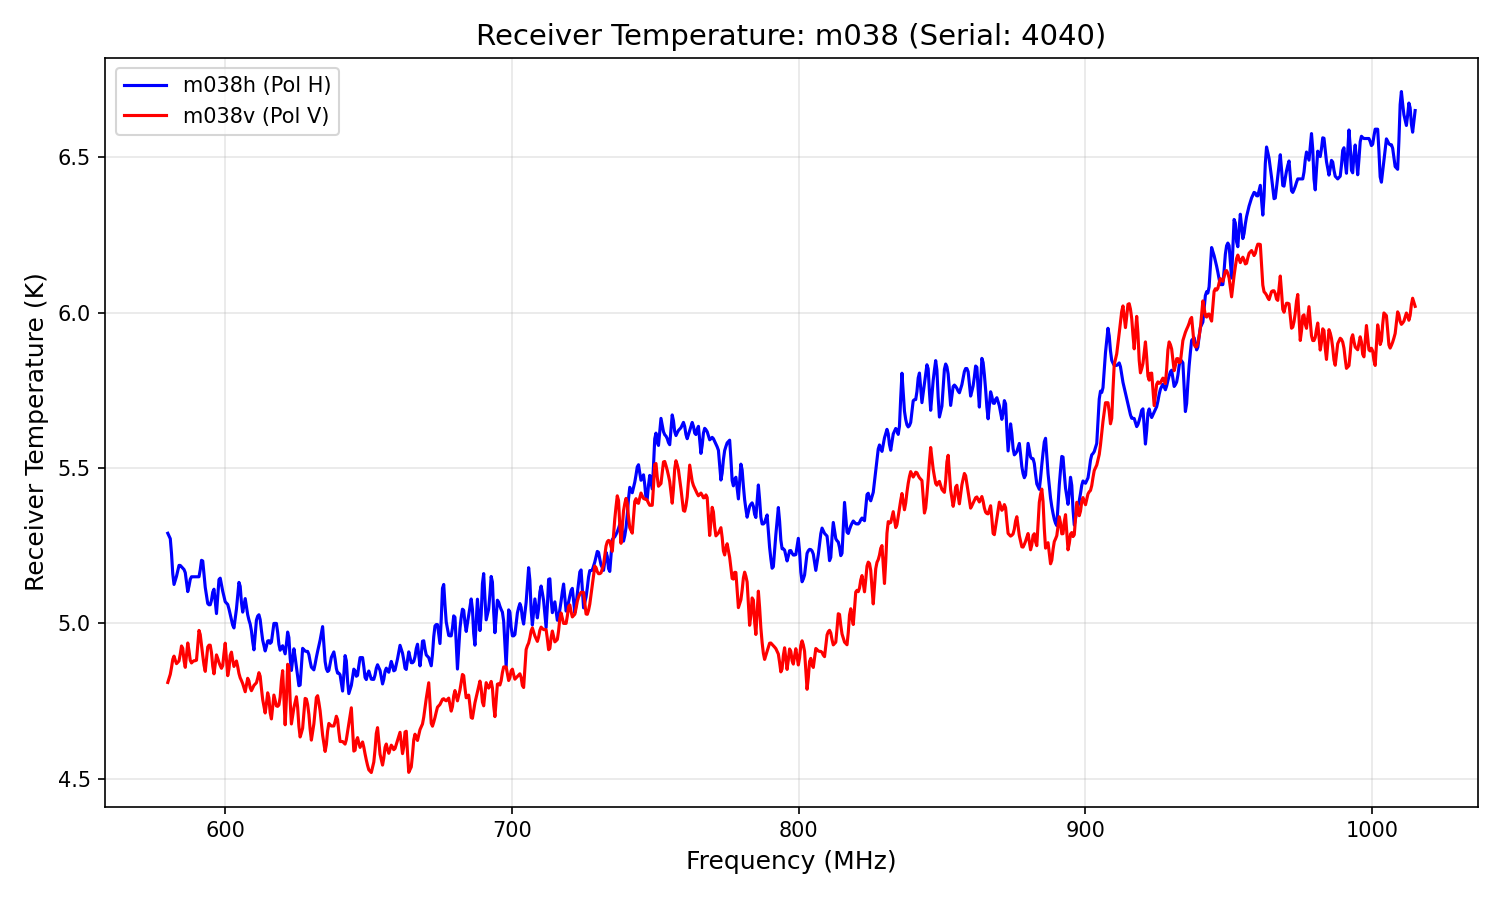 Receiver Temperature: m038 (Serial: 4040)
m038h (Pol H)
m038v (Pol V)
Receiver Temperature (K)
6.5
6.0
5.5
5.0
4.5
600 700 800 900 1000
Frequency (MHz)